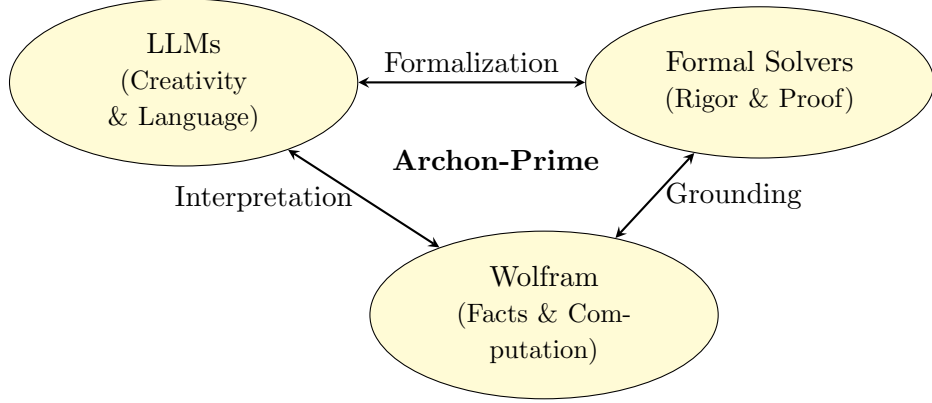 LLMs
(Creativity
& Language)
Formalization
Formal Solvers
(Rigor & Proof)
Archon-Prime
Interpretation
Grounding
Wolfram
(Facts & Com-
putation)